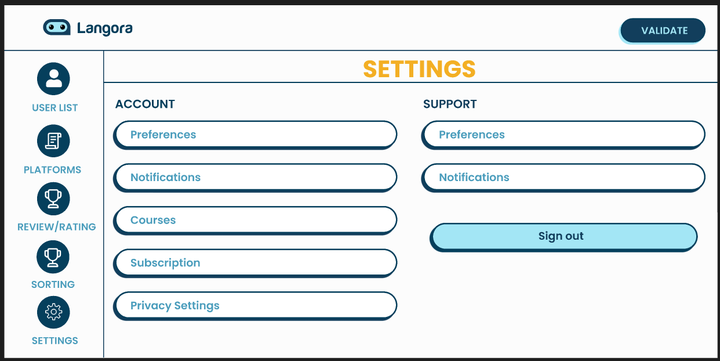 Langora
VALIDATE
USER LIST
PLATFORMS
REVIEW/RATING
SORTING
SETTINGS
SETTINGS
ACCOUNT
Preferences
Notifications
Courses
Subscription
Privacy Settings
SUPPORT
Preferences
Notifications
Sign out